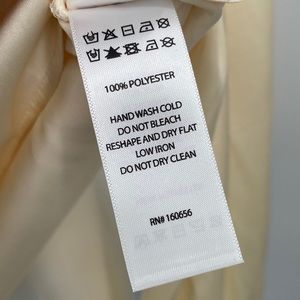 100% POLYESTER
HAND WASH COLD
DO NOT BLEACH
RESHAPE AND DRY FLAT
LOW IRON
DO NOT DRY CLEAN
RN# 160656